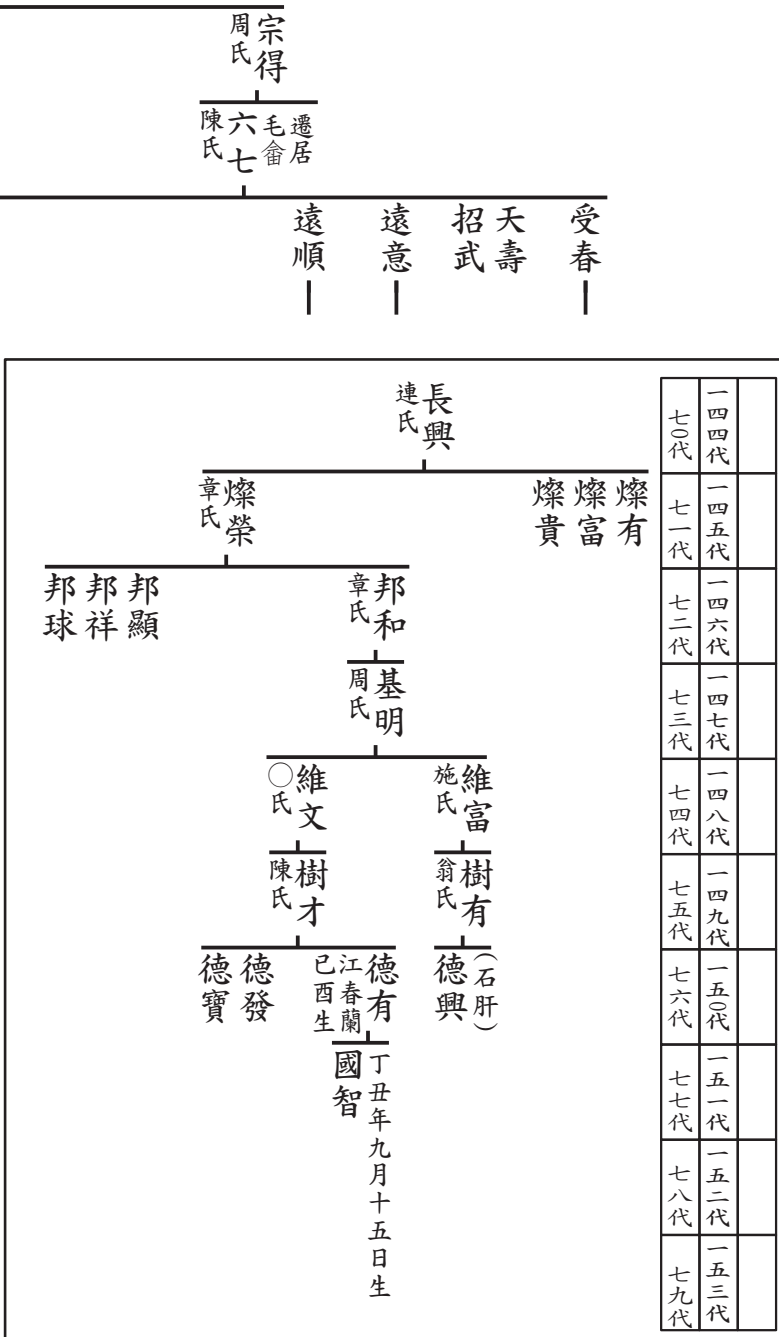 宗得
周氏
遷居
毛畲
六七
陳氏
受春
天壽
招武
遠意
遠順
一四四代
七〇代
一四五代
七一代
一四六代
七二代
一四七代
七三代
一四八代
七四代
一四九代
七五代
一五〇代
七六代
一五一代
七七代
一五二代
七八代
一五三代
七九代
長興
連氏
燦有
燦富
燦貴
燦榮
章氏
邦和
章氏
邦顯
邦祥
邦球
基明
周氏
維富
施氏
維文
〇氏
樹有
翁氏
樹才
陳氏
(石肝)
德興
德有
江春蘭
已酉生
德發
德寶
丁丑年九月十五日生
國智